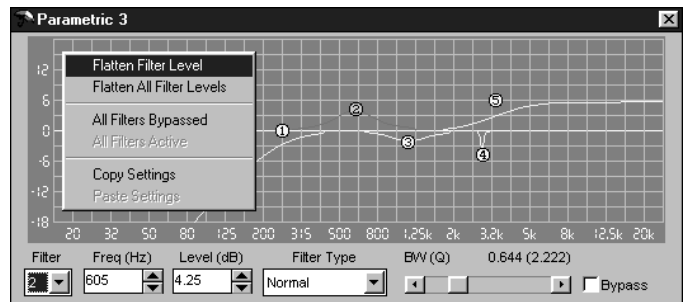 Parametric 3
12
6
0
-6
-12
-18
Flatten Filter Level
Flatten All Filter Levels
All Filters Bypassed
All Filters Active
Copy Settings
Paste Settings
1
2
3
4
5
20 32 50 80 125 200 315 500 800 1.25k 2k 3.2k 5k 8k 12.5k 20k
Filter Freq (Hz) Level (dB) Filter Type BW (Q) 0.644 (2.222)
2 605 4.25 Normal Bypass